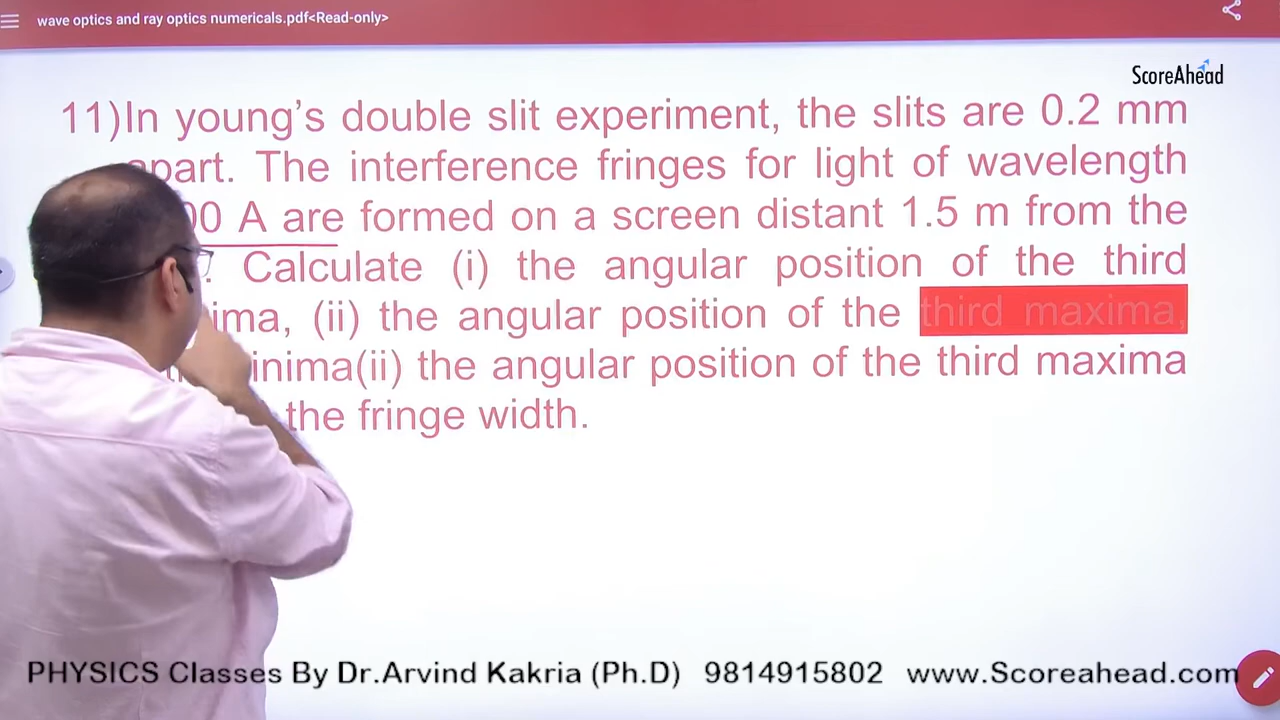 wave optics and ray optics numericals.pdf<Read-only>
ScoreAhead
11)In young's double slit experiment, the slits are 0.2 mm
apart. The interference fringes for light of wavelength
00 A are formed on a screen distant 1.5 m from the
. Calculate (i) the angular position of the third
ima, (ii) the angular position of the third maxima,
inima(ii) the angular position of the third maxima
the fringe width.
PHYSICS Classes By Dr.Arvind Kakria (Ph.D) 9814915802 www.Scoreahead.com